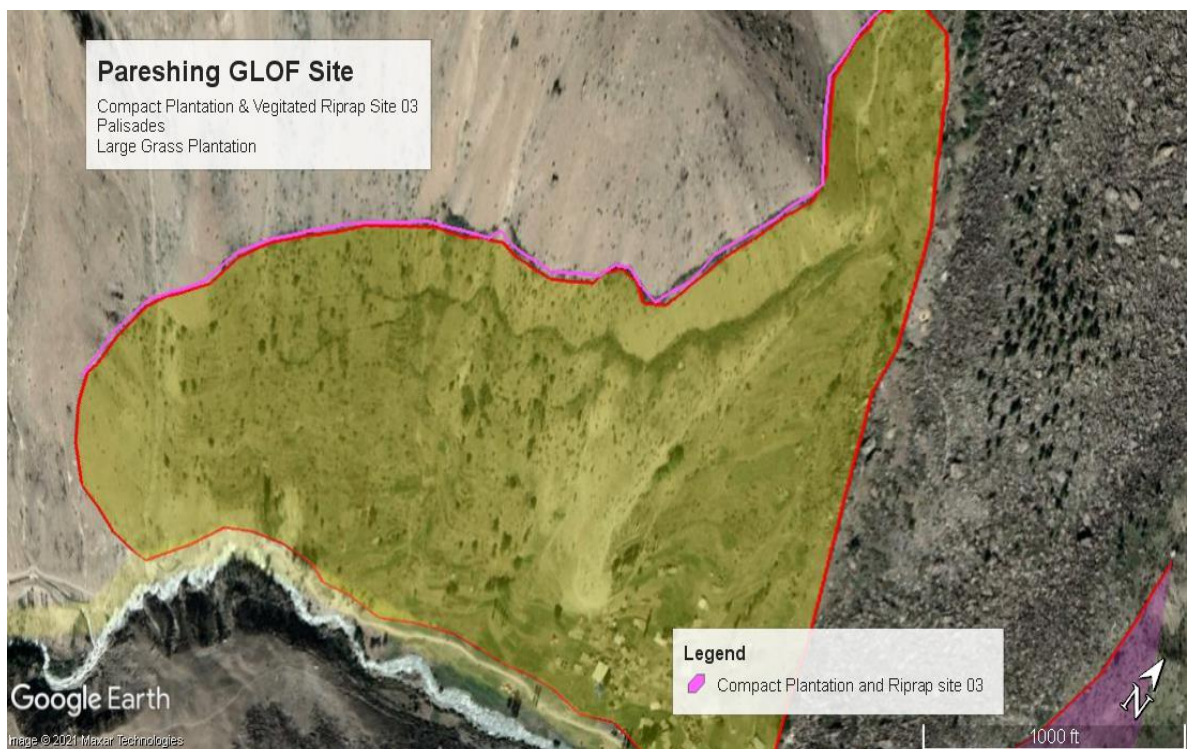 Pareshing GLOF Site
Compact Plantation & Vegitated Riprap Site 03
Palisades
Large Grass Plantation
Legend
Compact Plantation and Riprap site 03
Google Earth
N
1000 ft
Image © 2021 Maxar Technologies